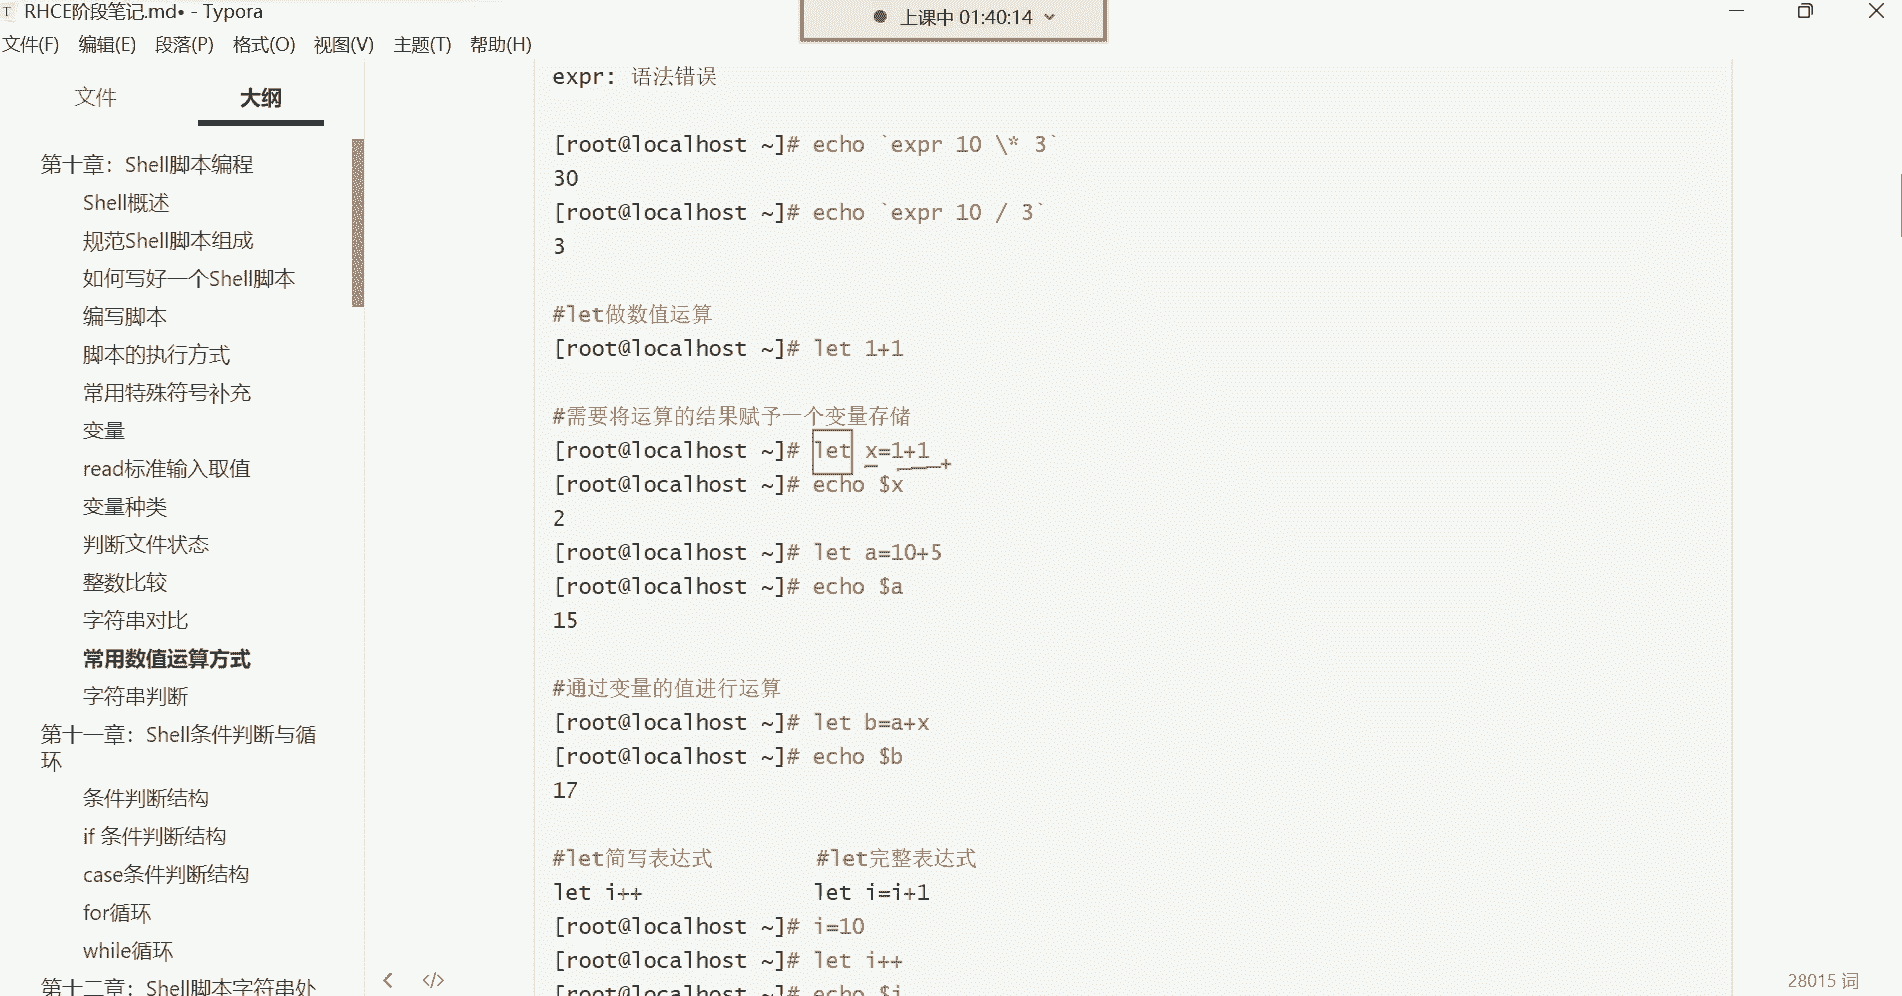 RHCE阶段笔记.md• - Typora
上课中 01:40:14
文件(F) 编辑(E) 段落(P) 格式(O) 视图(V) 主题(T) 帮助(H)
文件 大纲
第十章：Shell脚本编程
Shell概述
规范Shell脚本组成
如何写好一个Shell脚本
编写脚本
脚本的执行方式
常用特殊符号补充
变量
read标准输入取值
变量种类
判断文件状态
整数比较
字符串对比
常用数值运算方式
字符串判断
第十一章：Shell条件判断与循
环
条件判断结构
if 条件判断结构
case条件判断结构
for循环
while循环
第十二章：Shell脚本字符串处
expr: 语法错误
[root@localhost ~]# echo `expr 10 \* 3`
30
[root@localhost ~]# echo `expr 10 / 3`
3
#let做数值运算
[root@localhost ~]# let 1+1
#需要将运算的结果赋予一个变量存储
[root@localhost ~]# let x=1+1
[root@localhost ~]# echo $x
2
[root@localhost ~]# let a=10+5
[root@localhost ~]# echo $a
15
#通过变量的值进行运算
[root@localhost ~]# let b=a+x
[root@localhost ~]# echo $b
17
#let简写表达式 #let完整表达式
let i++ let i=i+1
[root@localhost ~]# i=10
[root@localhost ~]# let i++
[root@localhost ~]# echo $i
28015 词